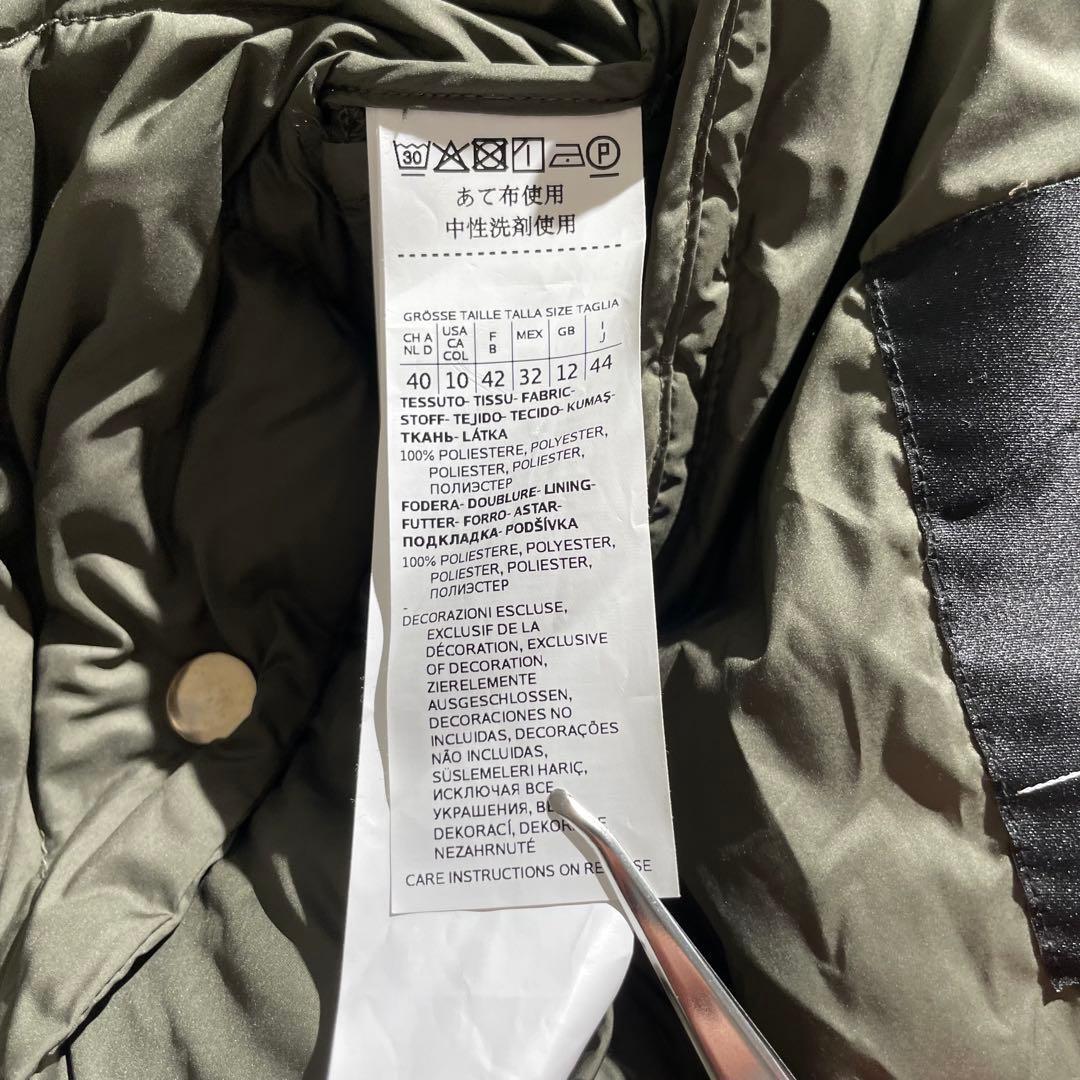 30 P
あて布使用
中性洗剤使用
GRÖSSE TAILLE TALLA SIZE TAGLIA
CH A NL D USA CA COL F B MEX GB I J
40 10 42 32 12 44
TESSUTO- TISSU- FABRIC-
STOFF- TEJIDO- TECIDO- KUMAŞ-
ТКАНЬ- LÁTKA
100% POLIESTERE, POLYESTER,
POLIESTER, POLIESTER,
ПОЛИЭСТЕР
FODERA- DOUBLURE- LINING-
FUTTER- FORRO- ASTAR-
ПОДКЛАДКА- PODŠÍVKA
100% POLIESTERE, POLYESTER,
POLIESTER, POLIESTER,
ПОЛИЭСТЕР
DECORAZIONI ESCLUSE,
EXCLUSIF DE LA
DÉCORATION, EXCLUSIVE
OF DECORATION,
ZIERELEMENTE
AUSGESCHLOSSEN,
DECORACIONES NO
INCLUIDAS, DECORAÇÕES
NÃO INCLUIDAS,
SÜSLEMELERI HARIÇ,
ИСКЛЮЧАЯ ВСЕ
УКРАШЕНИЯ,
DEKORACÍ,
NEZAHRNUTÉ
CARE INSTRUCTIONS ON